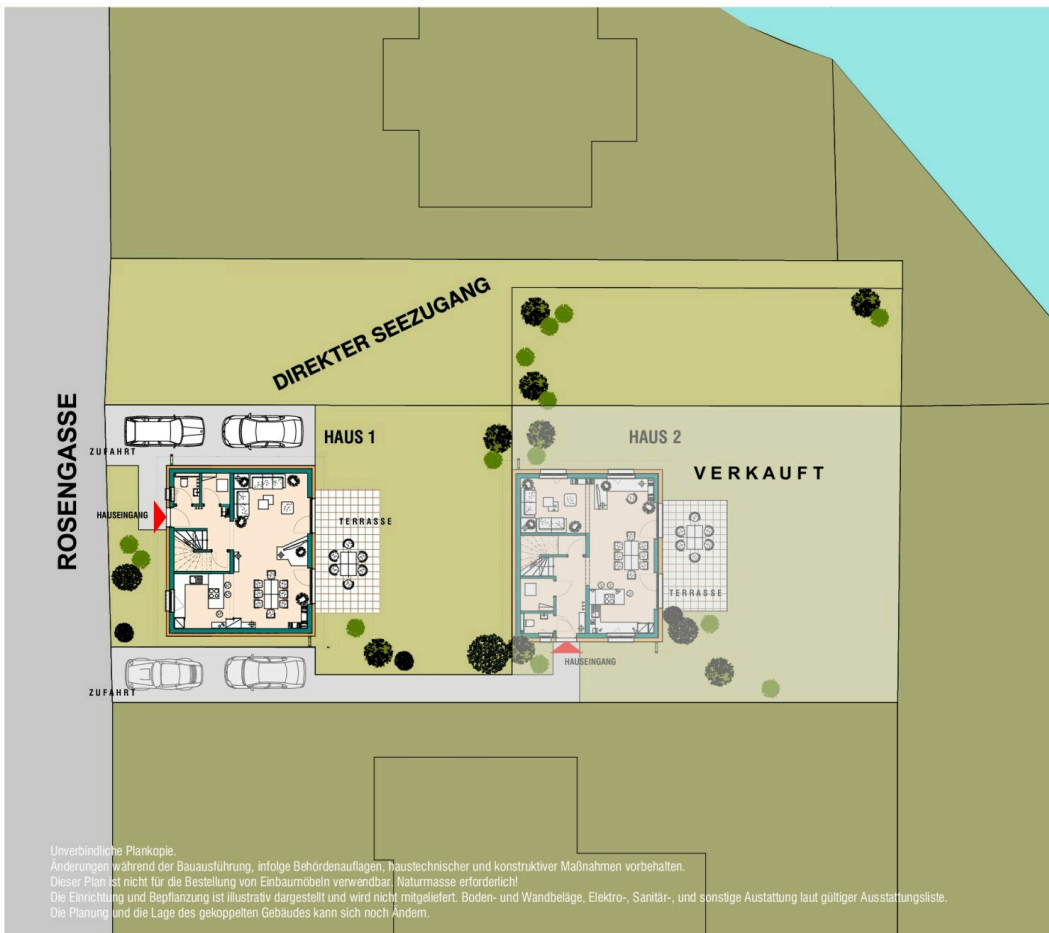 DIREKTER SEEZUGANG
ROSENGASSE
HAUS 1
HAUS 2
ZUFAHRT
VERKAUFT
HAUSEINGANG
TERRASSE
TERRASSE
HAUSEINGANG
ZUFAHRT
Unverbindliche Plankopie.
Änderungen während der Bauausführung, infolge Behördenauflagen, haustechnischer und konstruktiver Maßnahmen vorbehalten.
Dieser Plan ist nicht für die Bestellung von Einbaumöbeln verwendbar. Naturmasse erforderlich!
Die Einrichtung und Bepflanzung ist illustrativ dargestellt und wird nicht mitgeliefert. Boden- und Wandbeläge, Elektro-, Sanitär-, und sonstige Austattung laut gültiger Ausstattungsliste.
Die Planung und die Lage des gekoppelten Gebäudes kann sich noch Ändern.